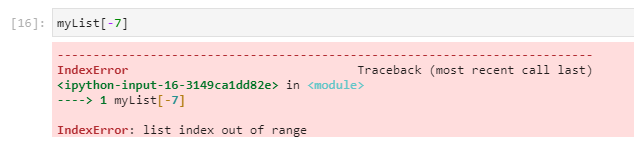 [16]: myList[-7]
---------------------------------------------------------------------------
IndexError                                Traceback (most recent call last)
<ipython-input-16-3149ca1dd82e> in <module>
----> 1 myList[-7]
IndexError: list index out of range